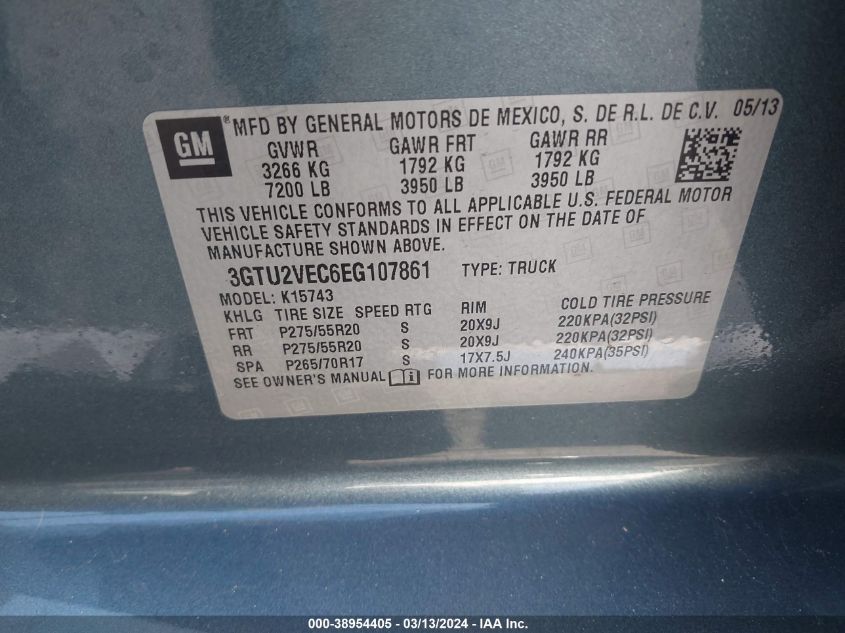 GM ® MFD BY GENERAL MOTORS DE MEXICO, S. DE R.L. DE C.V. 05/13
GVWR GAWR FRT GAWR RR
3266 KG 1792 KG 1792 KG
7200 LB 3950 LB 3950 LB
THIS VEHICLE CONFORMS TO ALL APPLICABLE U.S. FEDERAL MOTOR
VEHICLE SAFETY STANDARDS IN EFFECT ON THE DATE OF
MANUFACTURE SHOWN ABOVE.
3GTU2VEC6EG107861 TYPE: TRUCK
MODEL: K15743
KHLG TIRE SIZE SPEED RTG RIM COLD TIRE PRESSURE
FRT P275/55R20 S 20X9J 220KPA(32PSI)
RR P275/55R20 S 20X9J 220KPA(32PSI)
SPA P265/70R17 S 17X7.5J 240KPA(35PSI)
SEE OWNER'S MANUAL FOR MORE INFORMATION.
000-38954405 - 03/13/2024 - IAA Inc.